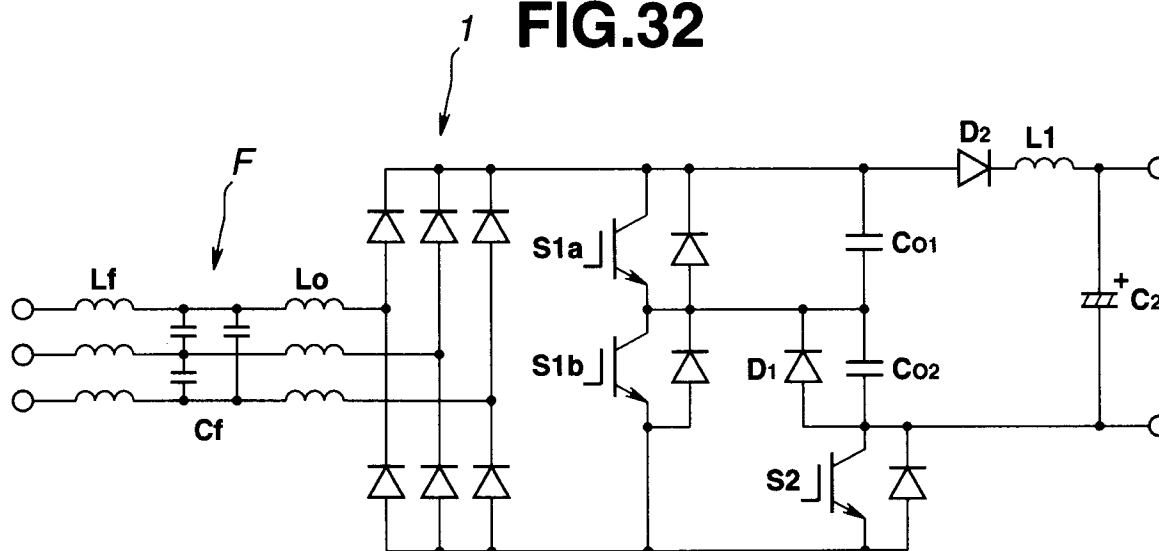 FIG.32
1
F
D2
L1
S1a
Co1
Lf
Lo
+
C2
S1b
D1
Co2
Cf
S2